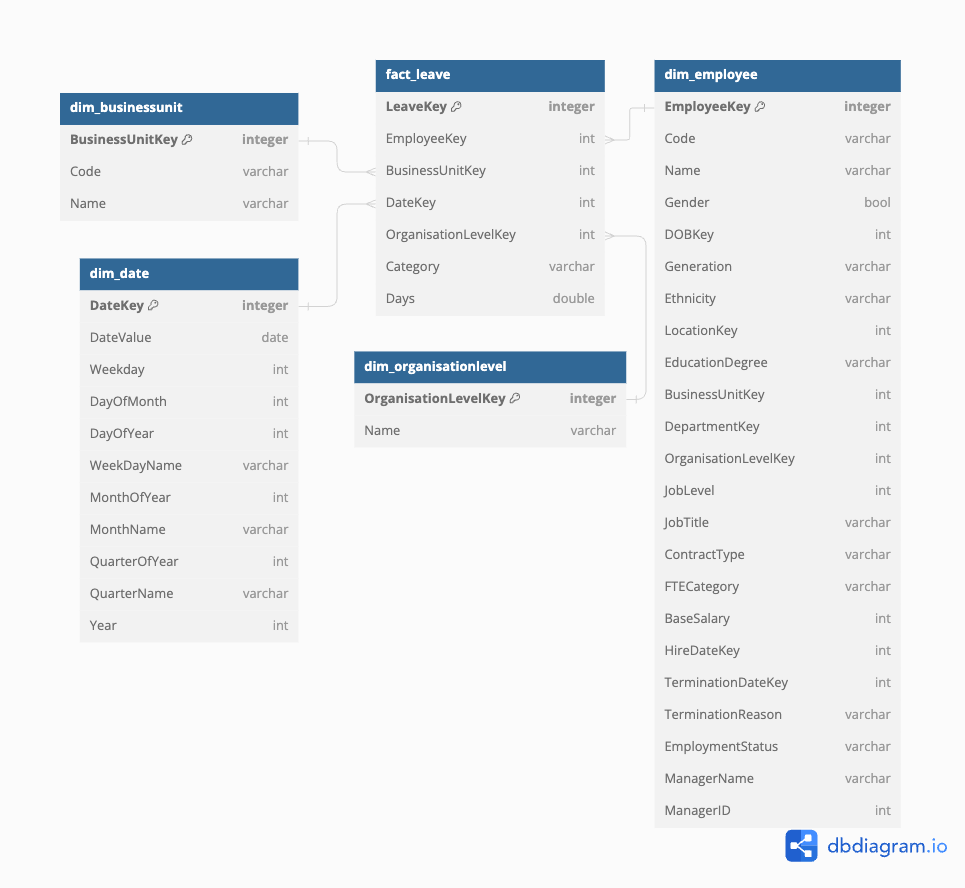 dim_businessunit
BusinessUnitKey integer
Code varchar
Name varchar
dim_date
DateKey integer
DateValue date
Weekday int
DayOfMonth int
DayOfYear int
WeekDayName varchar
MonthOfYear int
MonthName varchar
QuarterOfYear int
QuarterName varchar
Year int
fact_leave
LeaveKey integer
EmployeeKey int
BusinessUnitKey int
DateKey int
OrganisationLevelKey int
Category varchar
Days double
dim_organisationlevel
OrganisationLevelKey integer
Name varchar
dim_employee
EmployeeKey integer
Code varchar
Name varchar
Gender bool
DOBKey int
Generation varchar
Ethnicity varchar
LocationKey int
EducationDegree varchar
BusinessUnitKey int
DepartmentKey int
OrganisationLevelKey int
JobLevel int
JobTitle varchar
ContractType varchar
FTECategory varchar
BaseSalary int
HireDateKey int
TerminationDateKey int
TerminationReason varchar
EmploymentStatus varchar
ManagerName varchar
ManagerID int
dbdiagram.io